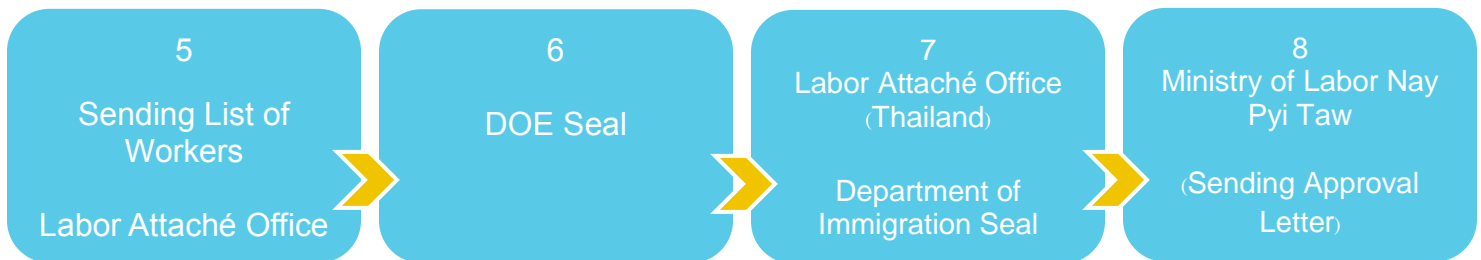 5
Sending List of
Workers
Labor Attaché Office
6
DOE Seal
7
Labor Attaché Office
(Thailand)
Department of
Immigration Seal
8
Ministry of Labor Nay
Pyi Taw
(Sending Approval
Letter)